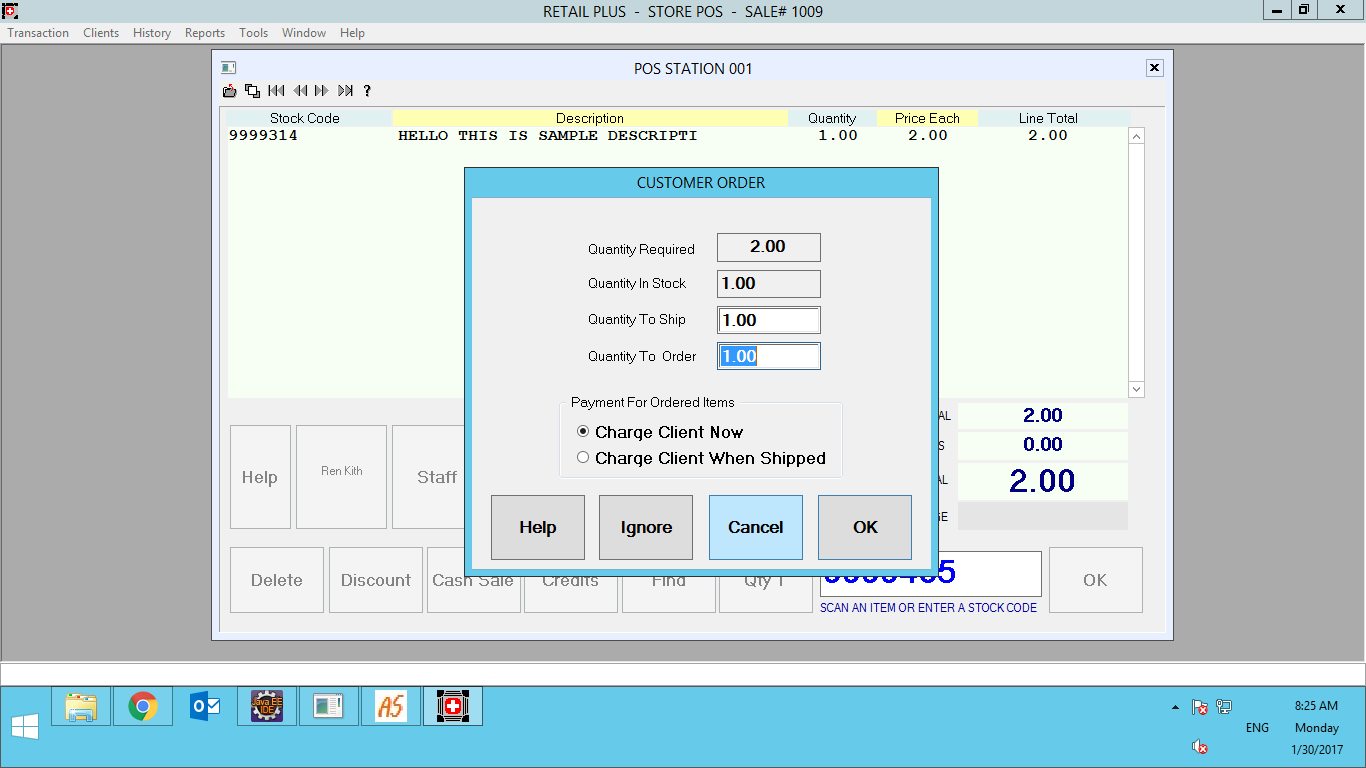 RETAIL PLUS - STORE POS - SALE# 1009
Transaction Clients History Reports Tools Window Help
POS STATION 001
?
Stock Code Description Quantity Price Each Line Total
9999314 HELLO THIS IS SAMPLE DESCRIPTI 1.00 2.00 2.00
CUSTOMER ORDER
Quantity Required 2.00
Quantity In Stock 1.00
Quantity To Ship 1.00
Quantity To Order 1.00
Payment For Ordered Items
Charge Client Now
Charge Client When Shipped
Help Ignore Cancel OK
AL 2.00
S 0.00
AL 2.00
GE
Help Ren Kith Staff
Delete Discount Cash Sale Credits Find Qty 1 OK
SCAN AN ITEM OR ENTER A STOCK CODE
Java EE
IDE
AS
8:25 AM
ENG Monday
1/30/2017